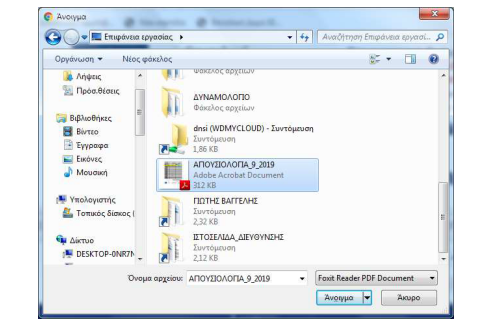 Άνοιγμα
Επιφάνεια εργασίας
Αναζήτηση Επιφάνεια εργασί...
Οργάνωση
Νέος φάκελος
Λήψεις
Πρόσ.θέσεις
Βιβλιοθήκες
Βίντεο
Έγγραφα
Εικόνες
Μουσική
Υπολογιστής
Τοπικός δίσκος (
Δίκτυο
DESKTOP-0NR7N
Φάκελος αρχείων
ΔΥΝΑΜΟΛΟΓΙΟ
Φάκελος αρχείων
dnsi (WDMYCLOUD) - Συντόμευση
Συντόμευση
1,86 KB
ΑΠΟΥΣΙΟΛΟΓΙΑ_9_2019
Adobe Acrobat Document
312 KB
ΓΙΩΤΗΣ ΒΑΓΓΕΛΗΣ
Συντόμευση
2,32 KB
ΙΣΤΟΣΕΛΙΔΑ_ΔΙΕΥΘΥΝΣΗΣ
Συντόμευση
2,12 KB
Όνομα αρχείου:
ΑΠΟΥΣΙΟΛΟΓΙΑ_9_2019
Foxit Reader PDF Document
Άνοιγμα
Άκυρο